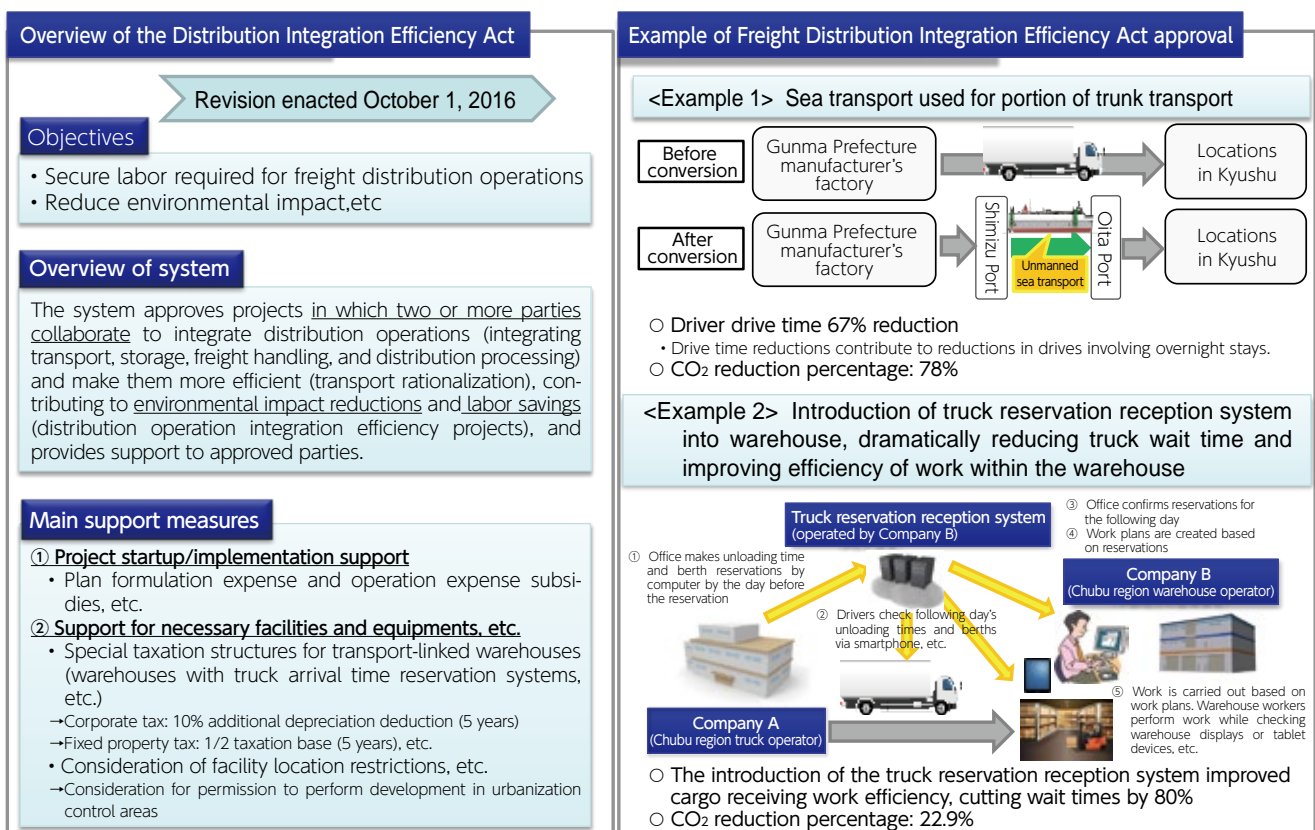 Overview of the Distribution Integration Efficiency Act
Revision enacted October 1, 2016
Objectives
・Secure labor required for freight distribution operations
・Reduce environmental impact,etc
Overview of system
The system approves projects in which two or more parties
collaborate to integrate distribution operations (integrating
transport, storage, freight handling, and distribution processing)
and make them more efficient (transport rationalization), con-
tributing to environmental impact reductions and labor savings
(distribution operation integration efficiency projects), and
provides support to approved parties.
Main support measures
① Project startup/implementation support
・Plan formulation expense and operation expense subsi-
dies, etc.
② Support for necessary facilities and equipments, etc.
・Special taxation structures for transport-linked warehouses
(warehouses with truck arrival time reservation systems,
etc.)
→Corporate tax: 10% additional depreciation deduction (5 years)
→Fixed property tax: 1/2 taxation base (5 years), etc.
・Consideration of facility location restrictions, etc.
→Consideration for permission to perform development in urbanization
control areas
Example of Freight Distribution Integration Efficiency Act approval
<Example 1> Sea transport used for portion of trunk transport
Before
conversion
Gunma Prefecture
manufacturer's
factory
Locations
in Kyushu
After
conversion
Gunma Prefecture
manufacturer's
factory
Shimizu Port
Unmanned
sea transport
Oita Port
Locations
in Kyushu
○ Driver drive time 67% reduction
・Drive time reductions contribute to reductions in drives involving overnight stays.
○ CO2 reduction percentage: 78%
<Example 2> Introduction of truck reservation reception system
into warehouse, dramatically reducing truck wait time and
improving efficiency of work within the warehouse
Truck reservation reception system
(operated by Company B)
① Office makes unloading time
and berth reservations by
computer by the day before
the reservation
② Drivers check following day's
unloading times and berths
via smartphone, etc.
③ Office confirms reservations for
the following day
④ Work plans are created based
on reservations
Company B
(Chubu region warehouse operator)
Company A
(Chubu region truck operator)
⑤ Work is carried out based on
work plans. Warehouse workers
perform work while checking
warehouse displays or tablet
devices, etc.
○ The introduction of the truck reservation reception system improved
cargo receiving work efficiency, cutting wait times by 80%
○ CO2 reduction percentage: 22.9%